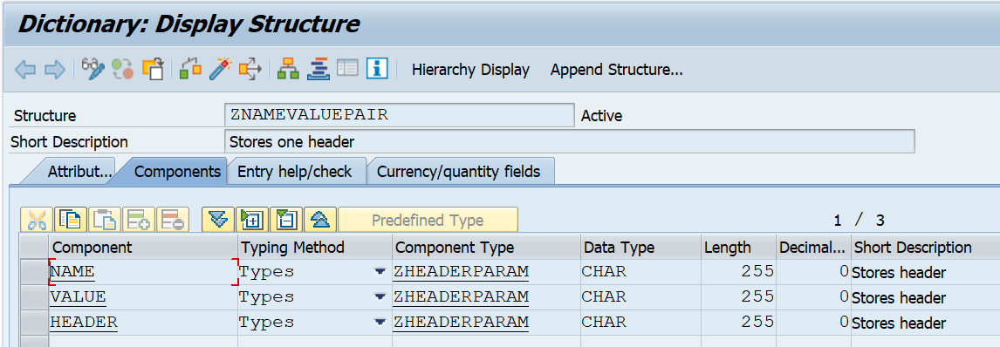 Dictionary: Display Structure
Hierarchy Display Append Structure...
Structure ZNAMEVALUEPAIR Active
Short Description Stores one header
Attribut... Components Entry help/check Currency/quantity fields
Predefined Type 1 / 3
Component Typing Method Component Type Data Type Length Decimal... Short Description
NAME Types ZHEADERPARAM CHAR 255 0 Stores header
VALUE Types ZHEADERPARAM CHAR 255 0 Stores header
HEADER Types ZHEADERPARAM CHAR 255 0 Stores header